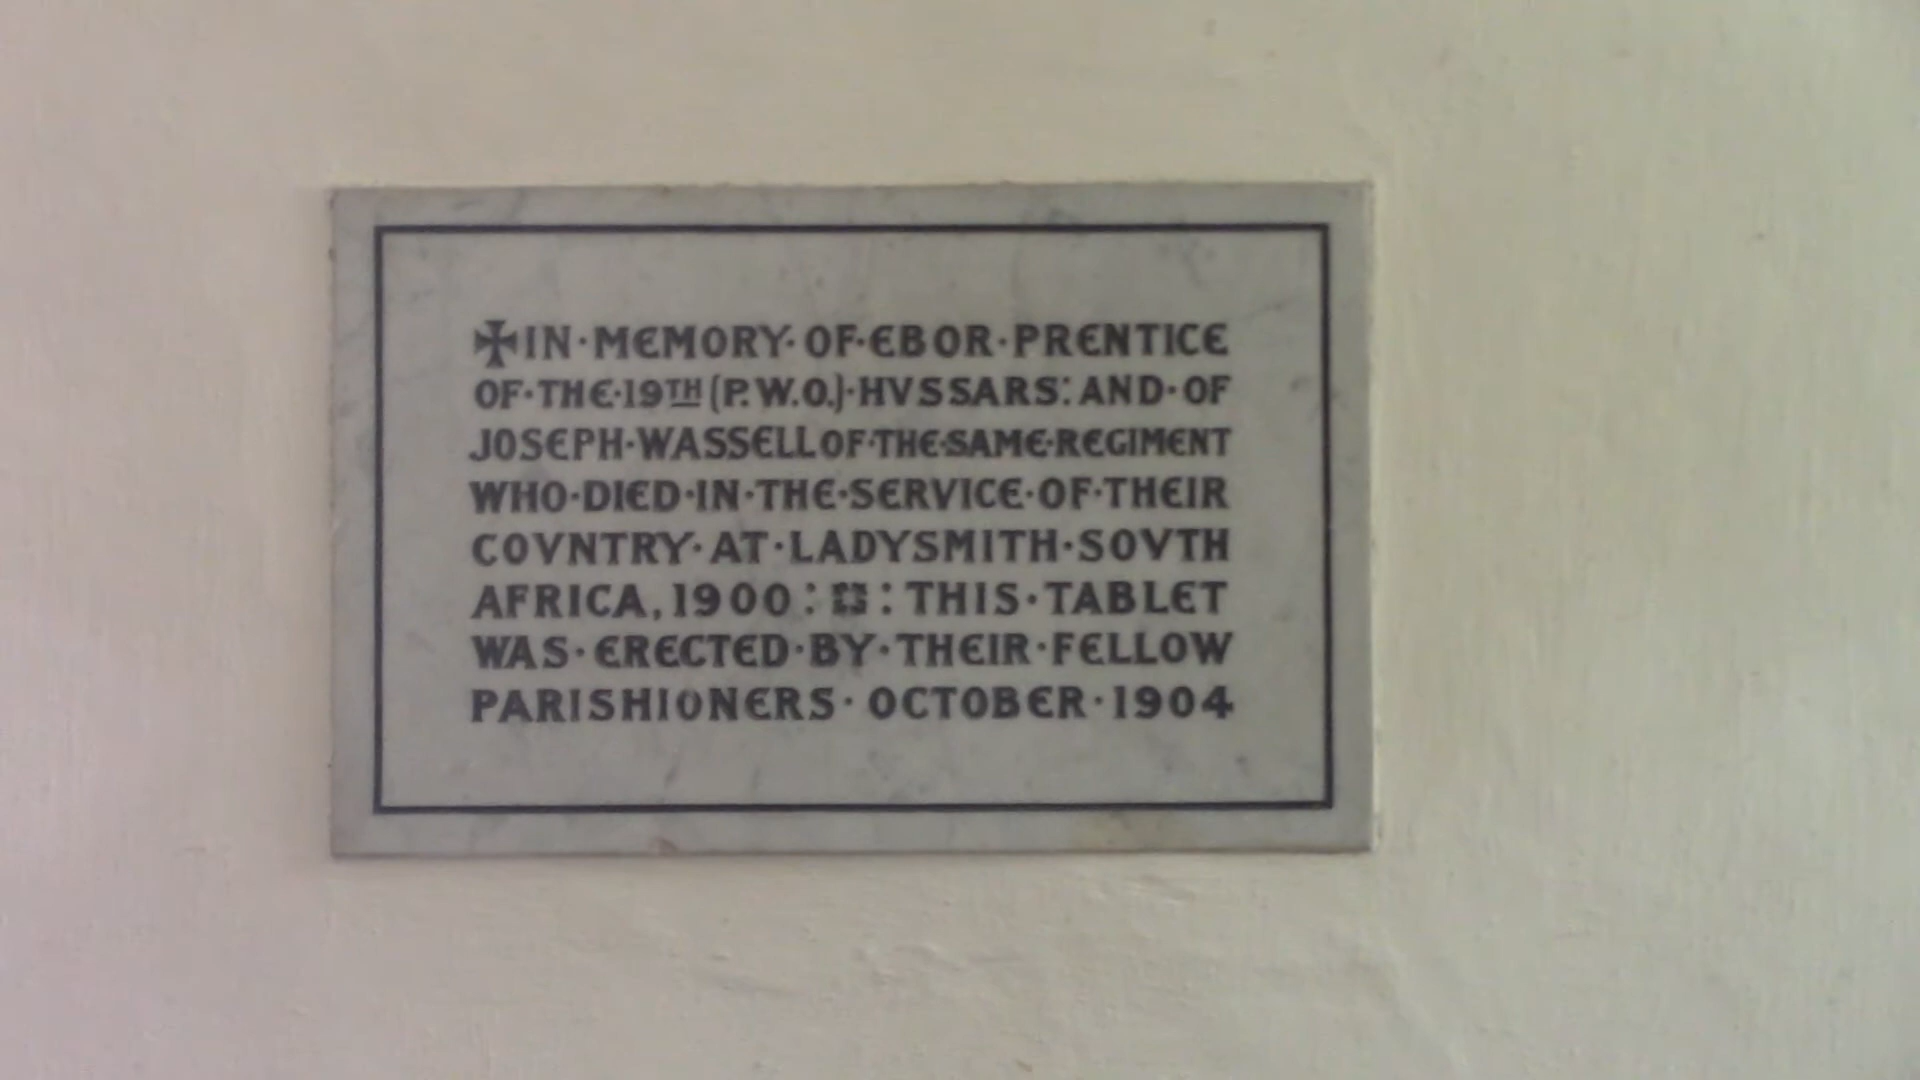 ✠IN·MEMORY·OF·EBOR·PRENTICE
OF·THE·19TH (P.W.O.)·HVSSARS: AND·OF
JOSEPH·WASSELL OF·THE·SAME·REGIMENT
WHO·DIED·IN·THE·SERVICE·OF·THEIR
COVNTRY·AT·LADYSMITH·SOVTH
AFRICA, 1900 : : THIS·TABLET
WAS·ERECTED·BY·THEIR·FELLOW
PARISHIONERS·OCTOBER·1904